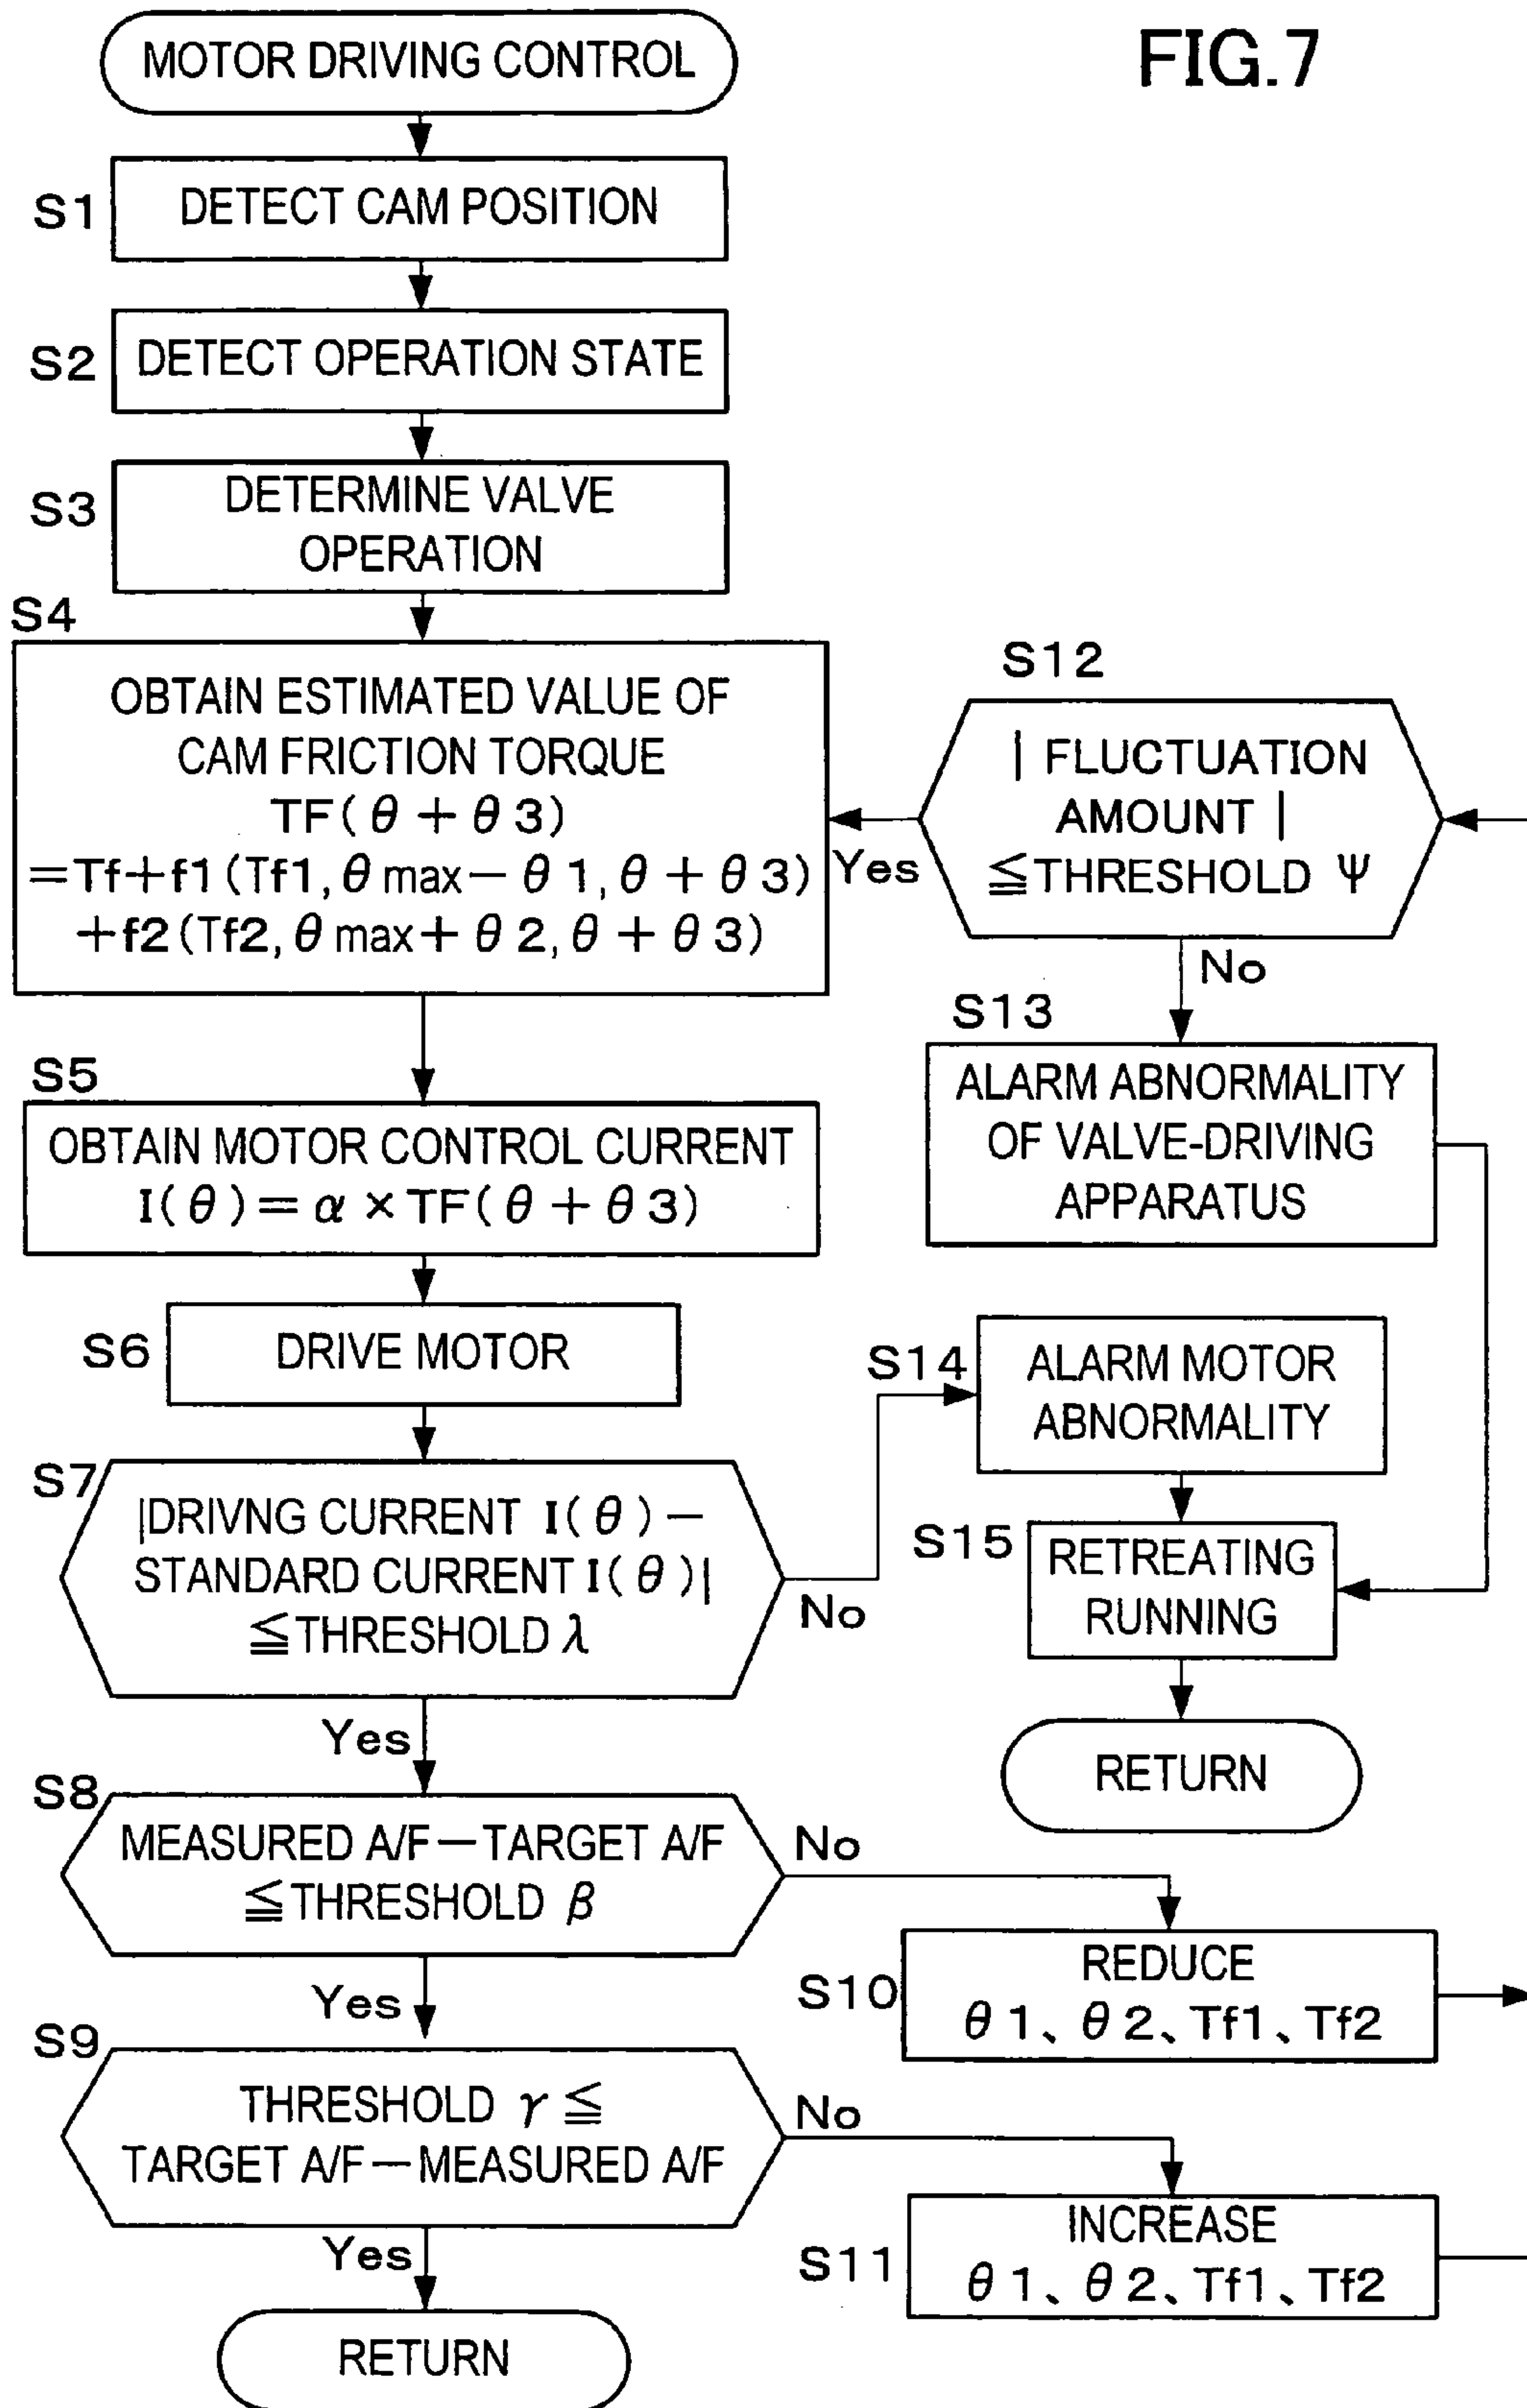 FIG.7
MOTOR DRIVING CONTROL
S1
DETECT CAM POSITION
S2
DETECT OPERATION STATE
S3
DETERMINE VALVE
OPERATION
S4
OBTAIN ESTIMATED VALUE OF
CAM FRICTION TORQUE
TF(θ+θ3)
=Tf+f1(Tf1,θmax−θ1,θ+θ3)
+f2(Tf2,θmax+θ2,θ+θ3)
S5
OBTAIN MOTOR CONTROL CURRENT
I(θ)=α×TF(θ+θ3)
S6
DRIVE MOTOR
S7
|DRIVNG CURRENT I(θ)−
STANDARD CURRENT I(θ)|
≦THRESHOLD λ
No
Yes
S8
MEASURED A/F−TARGET A/F
≦THRESHOLD β
No
Yes
S9
THRESHOLD γ≦
TARGET A/F−MEASURED A/F
No
Yes
RETURN
S10
REDUCE
θ1、θ2、Tf1、Tf2
S11
INCREASE
θ1、θ2、Tf1、Tf2
S12
|FLUCTUATION
AMOUNT|
≦THRESHOLD Ψ
Yes
No
S13
ALARM ABNORMALITY
OF VALVE-DRIVING
APPARATUS
S14
ALARM MOTOR
ABNORMALITY
S15
RETREATING
RUNNING
RETURN